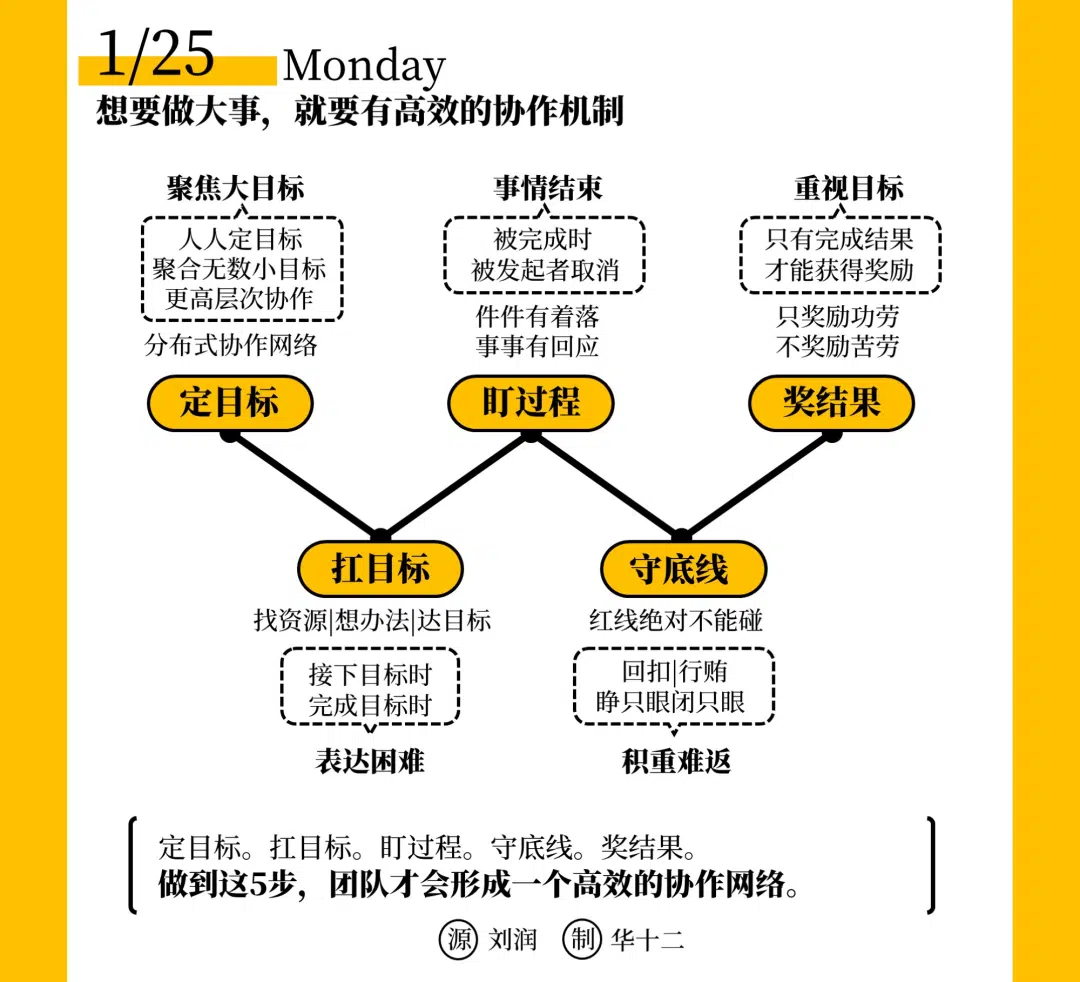 1/25 Monday
想要做大事，就要有高效的协作机制
聚焦大目标
人人定目标
聚合无数小目标
更高层次协作
分布式协作网络
定目标
事情结束
被完成时
被发起者取消
件件有着落
事事有回应
盯过程
重视目标
只有完成结果
才能获得奖励
只奖励功劳
不奖励苦劳
奖结果
扛目标
找资源|想办法|达目标
接下目标时
完成目标时
表达困难
守底线
红线绝对不能碰
回扣|行贿
睁只眼闭只眼
积重难返
定目标。扛目标。盯过程。守底线。奖结果。
做到这5步，团队才会形成一个高效的协作网络。
源 刘润 制 华十二